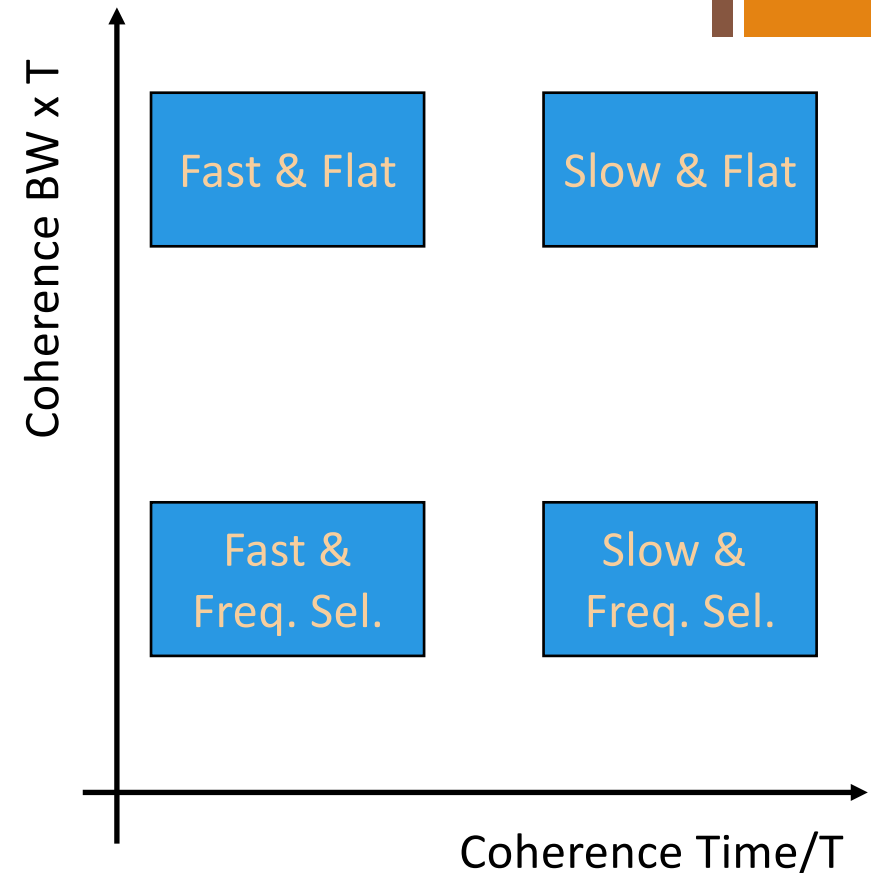 Coherence BW x T
Fast & Flat
Slow & Flat
Fast &
Freq. Sel.
Slow &
Freq. Sel.
Coherence Time/T